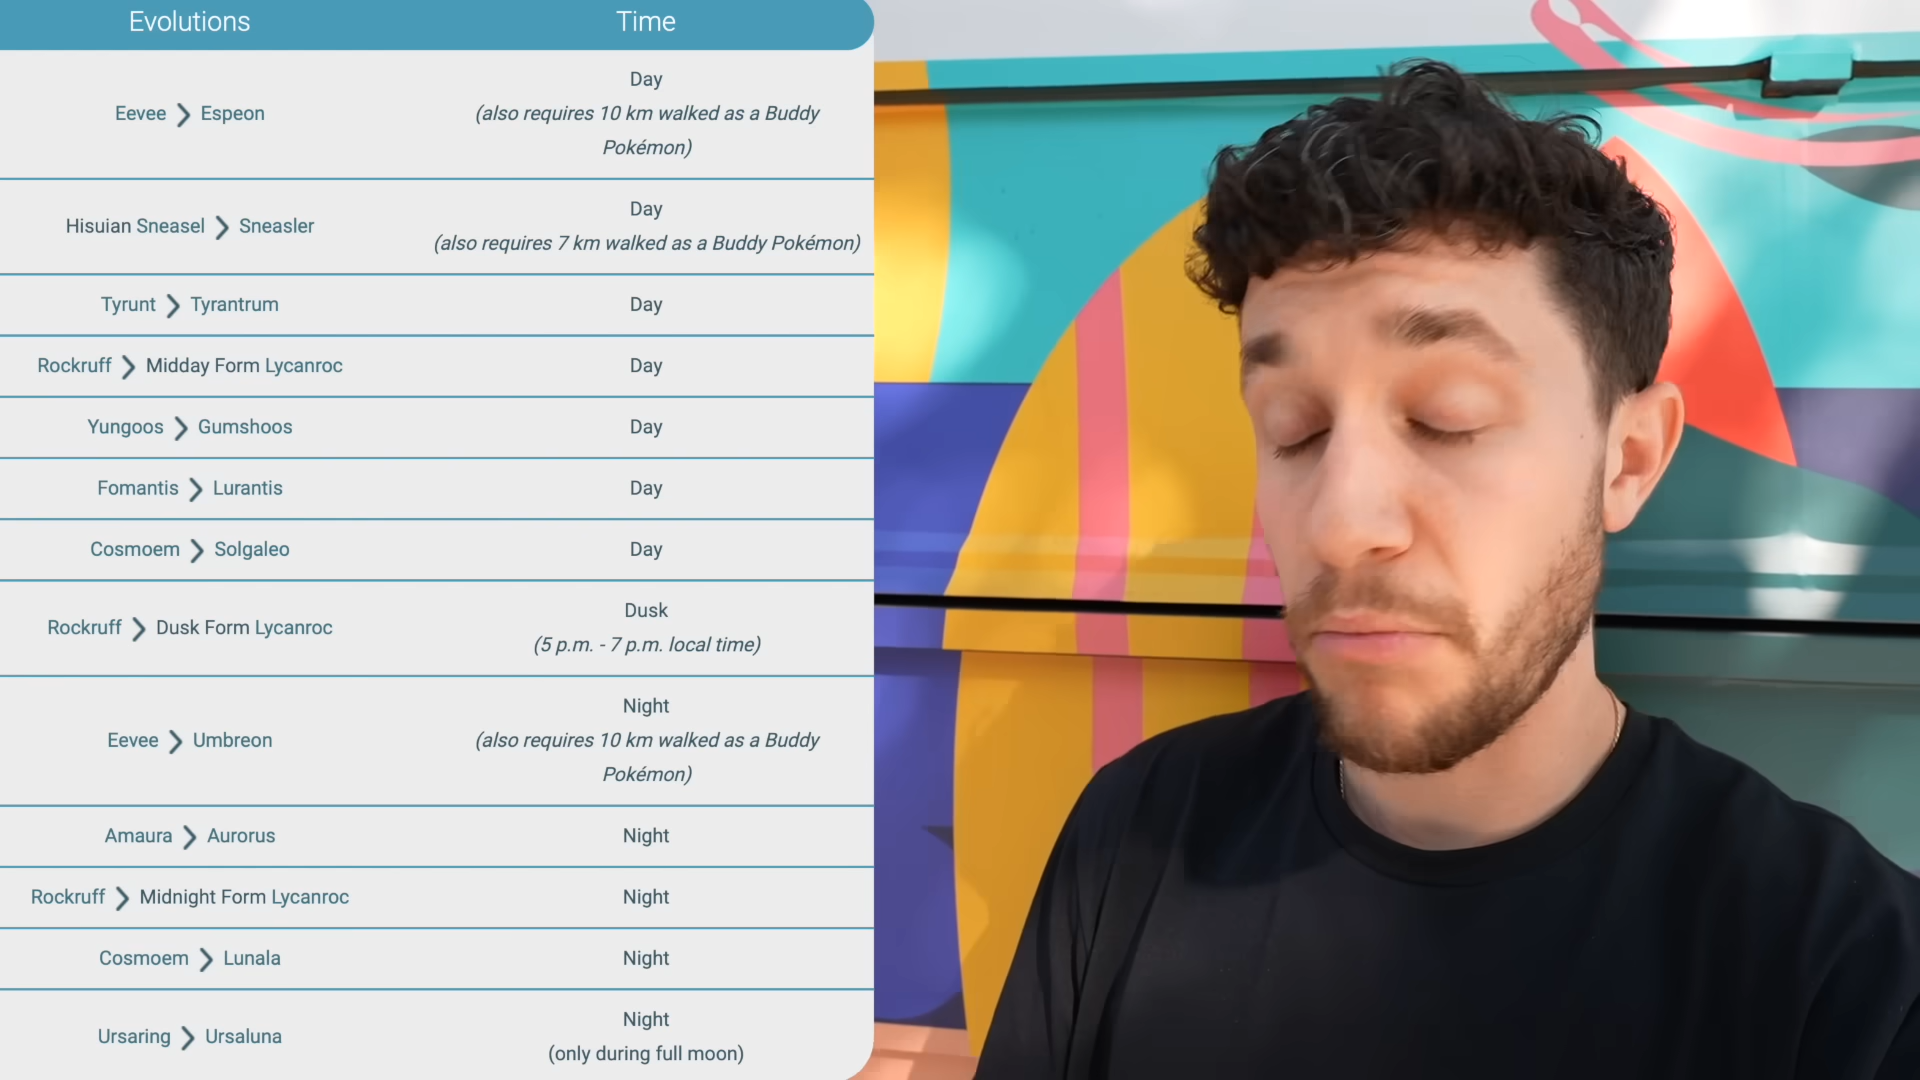 Evolutions Time
Eevee > Espeon Day
(also requires 10 km walked as a Buddy
Pokémon)
Hisuian Sneasel > Sneasler Day
(also requires 7 km walked as a Buddy Pokémon)
Tyrunt > Tyrantrum Day
Rockruff > Midday Form Lycanroc Day
Yungoos > Gumshoos Day
Fomantis > Lurantis Day
Cosmoem > Solgaleo Day
Rockruff > Dusk Form Lycanroc Dusk
(5 p.m. - 7 p.m. local time)
Eevee > Umbreon Night
(also requires 10 km walked as a Buddy
Pokémon)
Amaura > Aurorus Night
Rockruff > Midnight Form Lycanroc Night
Cosmoem > Lunala Night
Ursaring > Ursaluna Night
(only during full moon)